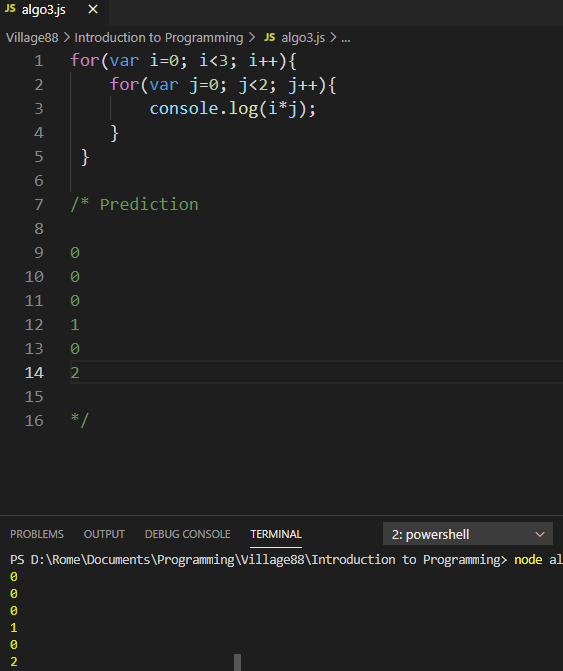 JS algo3.js ×
Village88 > Introduction to Programming > JS algo3.js > ...
1 for(var i=0; i<3; i++){
2     for(var j=0; j<2; j++){
3         console.log(i*j);
4     }
5  }
6
7 /* Prediction
8
9 0
10 0
11 0
12 1
13 0
14 2
15
16 */
PROBLEMS OUTPUT DEBUG CONSOLE TERMINAL 2: powershell
PS D:\Rome\Documents\Programming\Village88\Introduction to Programming> node al
0
0
0
1
0
2